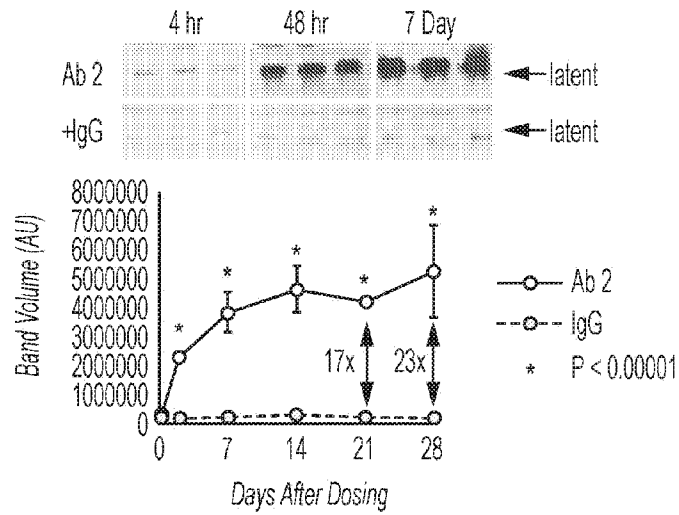 4 hr 48 hr 7 Day
Ab 2 latent
+IgG latent
Band Volume (AU)
8000000
7000000
6000000
5000000
4000000
3000000
2000000
1000000
0
* * * * *
17x 23x
Ab 2
IgG
* P < 0.00001
0 7 14 21 28
Days After Dosing